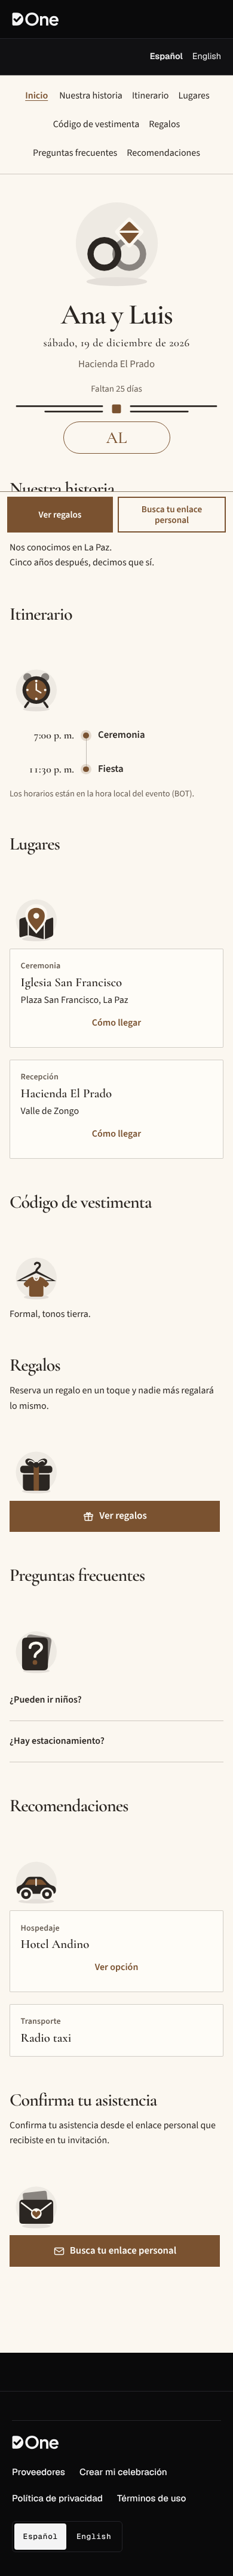 One
Español English
Inicio Nuestra historia Itinerario Lugares
Código de vestimenta Regalos
Preguntas frecuentes Recomendaciones
Ana y Luis
sábado, 19 de diciembre de 2026
Hacienda El Prado
Faltan 25 días
AL
Nuestra historia
Ver regalos
Busca tu enlace
personal
Nos conocimos en La Paz.
Cinco años después, decimos que sí.
Itinerario
7:00 p. m. Ceremonia
11:30 p. m. Fiesta
Los horarios están en la hora local del evento (BOT).
Lugares
Ceremonia
Iglesia San Francisco
Plaza San Francisco, La Paz
Cómo llegar
Recepción
Hacienda El Prado
Valle de Zongo
Cómo llegar
Código de vestimenta
Formal, tonos tierra.
Regalos
Reserva un regalo en un toque y nadie más regalará
lo mismo.
Ver regalos
Preguntas frecuentes
?
¿Pueden ir niños?
¿Hay estacionamiento?
Recomendaciones
Hospedaje
Hotel Andino
Ver opción
Transporte
Radio taxi
Confirma tu asistencia
Confirma tu asistencia desde el enlace personal que
recibiste en tu invitación.
Busca tu enlace personal
One
Proveedores Crear mi celebración
Política de privacidad Términos de uso
Español English